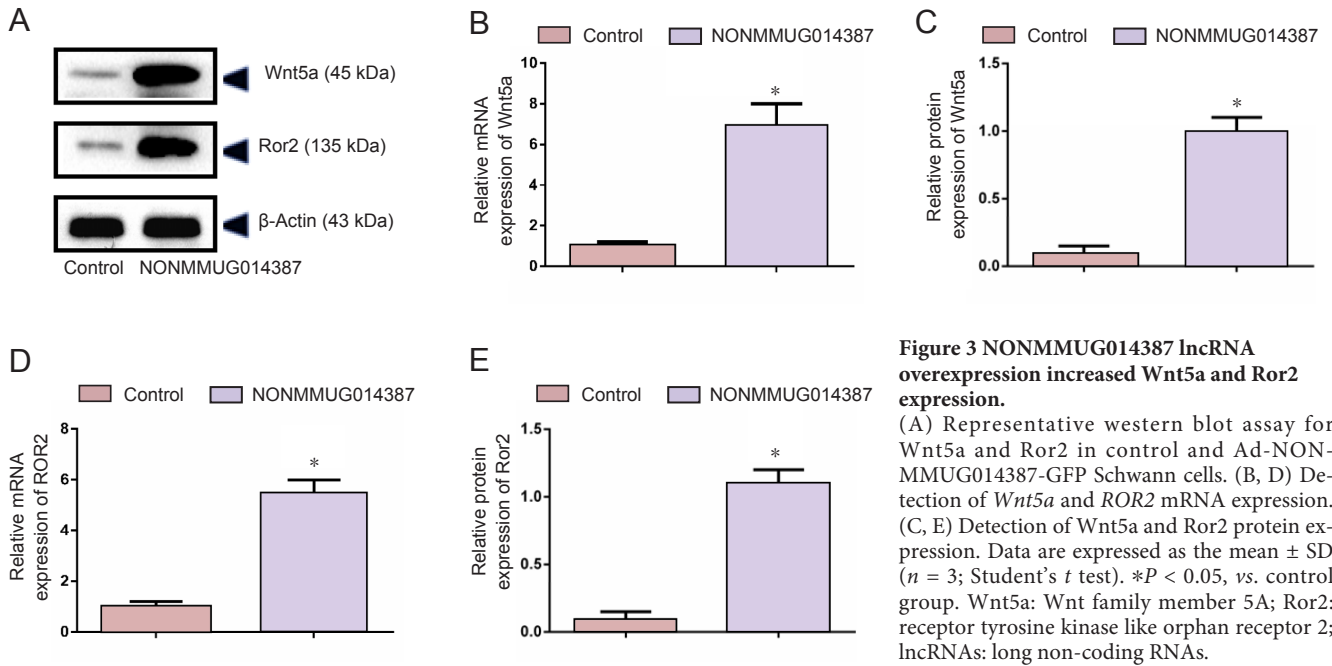 A
Wnt5a (45 kDa)
Ror2 (135 kDa)
β-Actin (43 kDa)
Control NONMMUG014387
B
Control NONMMUG014387
Relative mRNA
expression of Wnt5a
10
8
6
4
2
0
*
C
Control NONMMUG014387
Relative protein
expression of Wnt5a
1.5
1.0
0.5
0.0
*
D
Control NONMMUG014387
Relative mRNA
expression of ROR2
8
6
4
2
0
*
E
Control NONMMUG014387
Relative protein
expression of Ror2
1.5
1.0
0.5
0.0
*
Figure 3 NONMMUG014387 lncRNA
overexpression increased Wnt5a and Ror2
expression.
(A) Representative western blot assay for
Wnt5a and Ror2 in control and Ad-NON-
MMUG014387-GFP Schwann cells. (B, D) De-
tection of Wnt5a and ROR2 mRNA expression.
(C, E) Detection of Wnt5a and Ror2 protein ex-
pression. Data are expressed as the mean ± SD
(n = 3; Student's t test). *P < 0.05, vs. control
group. Wnt5a: Wnt family member 5A; Ror2:
receptor tyrosine kinase like orphan receptor 2;
lncRNAs: long non-coding RNAs.